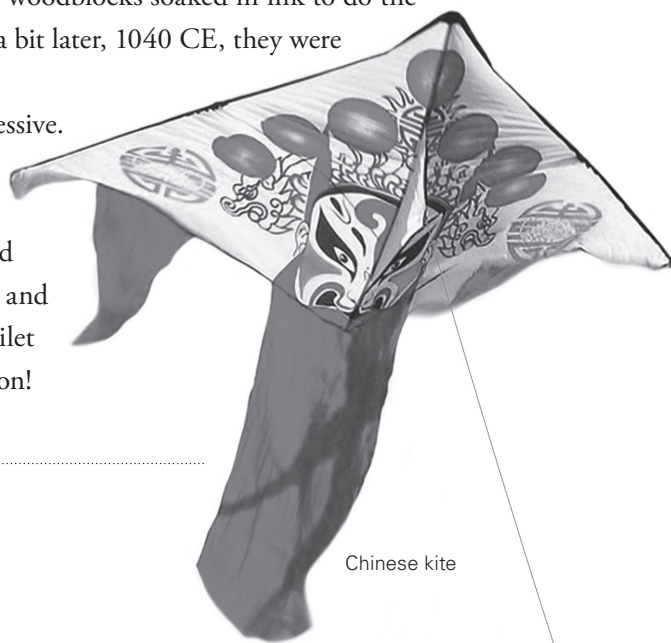 woodblocks soaked in ink to do the
a bit later, 1040 CE, they were
essive.
d
and
ilet
on!
Chinese kite